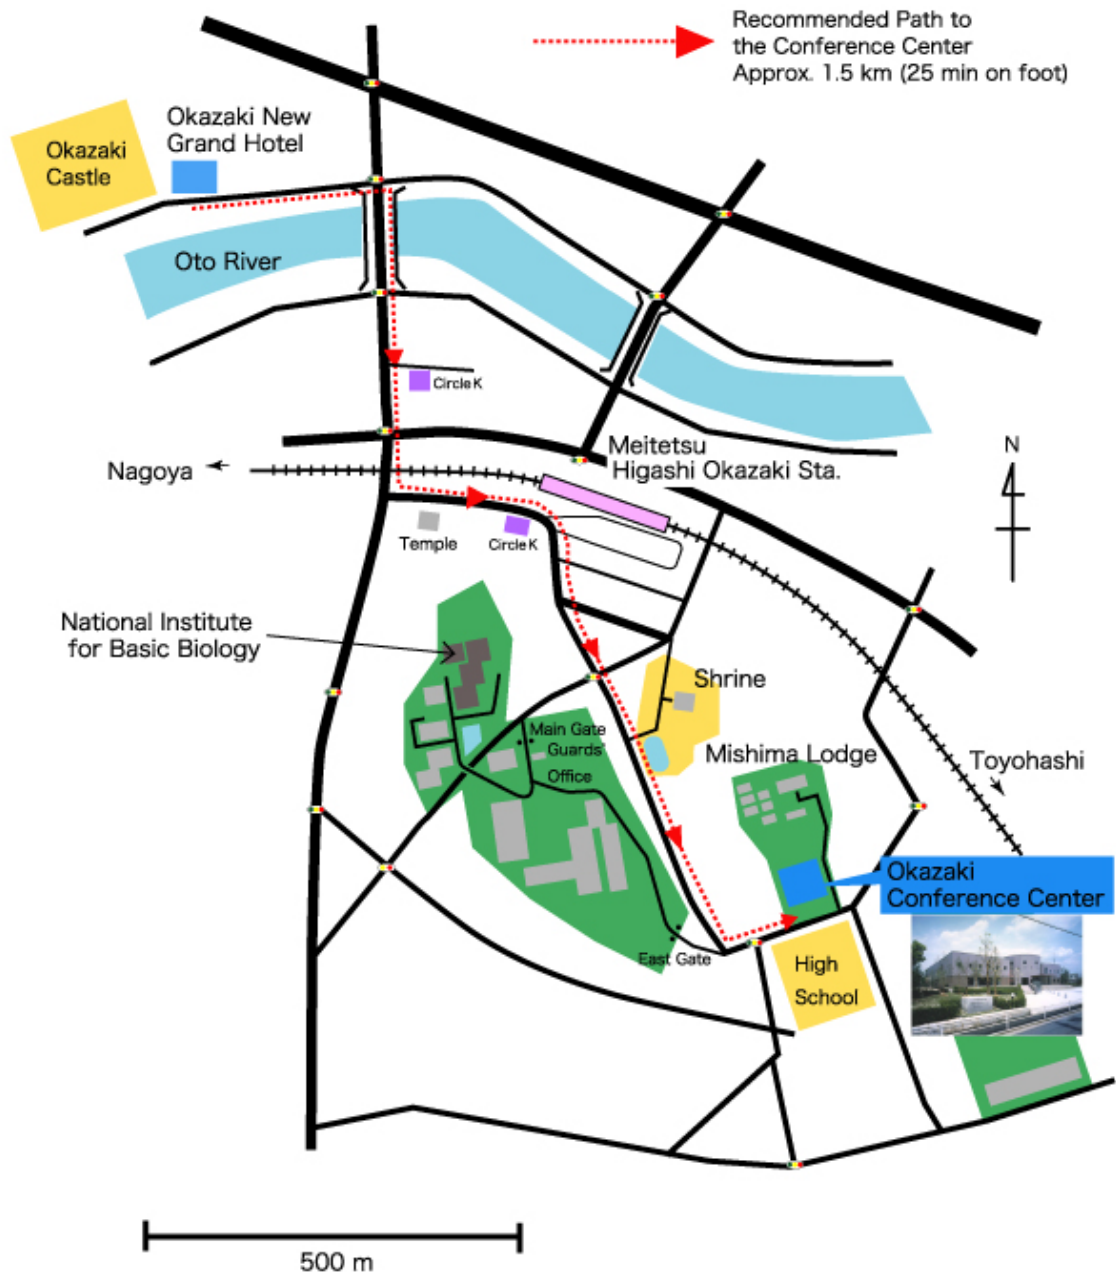 Recommended Path to
the Conference Center
Approx. 1.5 km (25 min on foot)
Okazaki New
Grand Hotel
Okazaki
Castle
Oto River
Circle K
Meitetsu
Higashi Okazaki Sta.
N
Nagoya
Temple
Circle K
National Institute
for Basic Biology
Shrine
Main Gate
Guards'
Office
Mishima Lodge
Toyohashi
Okazaki
Conference Center
East Gate
High
School
500 m